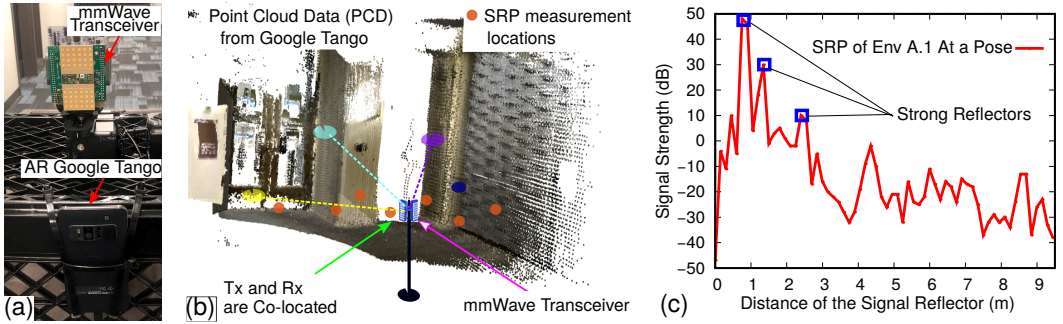 mmWave
Transceiver
AR Google Tango
(a)
Point Cloud Data (PCD)
from Google Tango
SRP measurement
locations
Tx and Rx
are Co-located
mmWave Transceiver
(b)
50
40
30
20
10
0
-10
-20
-30
-40
-50
Signal Strength (dB)
SRP of Env A.1 At a Pose
Strong Reflectors
0 1 2 3 4 5 6 7 8 9
Distance of the Signal Reflector (m)
(c)